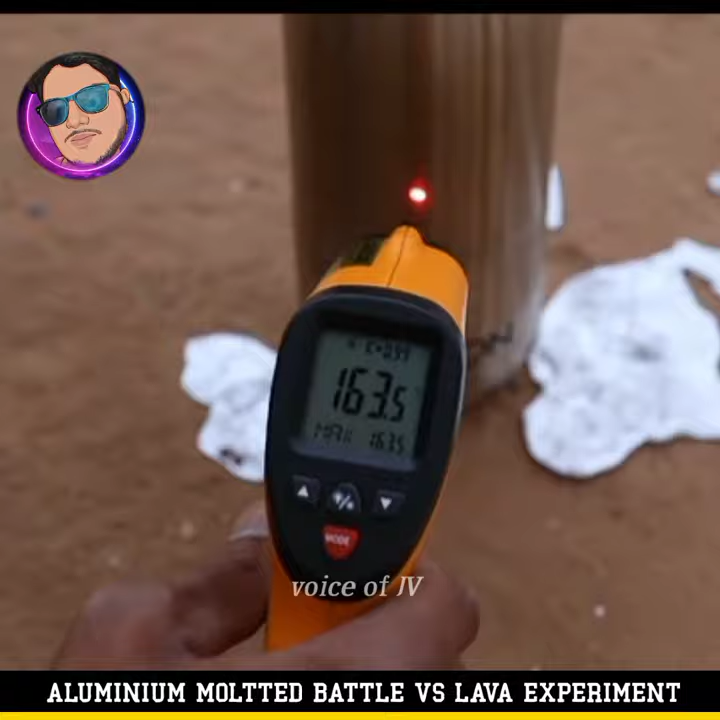 163.5
MAX 163.5
MODE
voice of JV
ALUMINIUM MOLTTED BATTLE VS LAVA EXPERIMENT